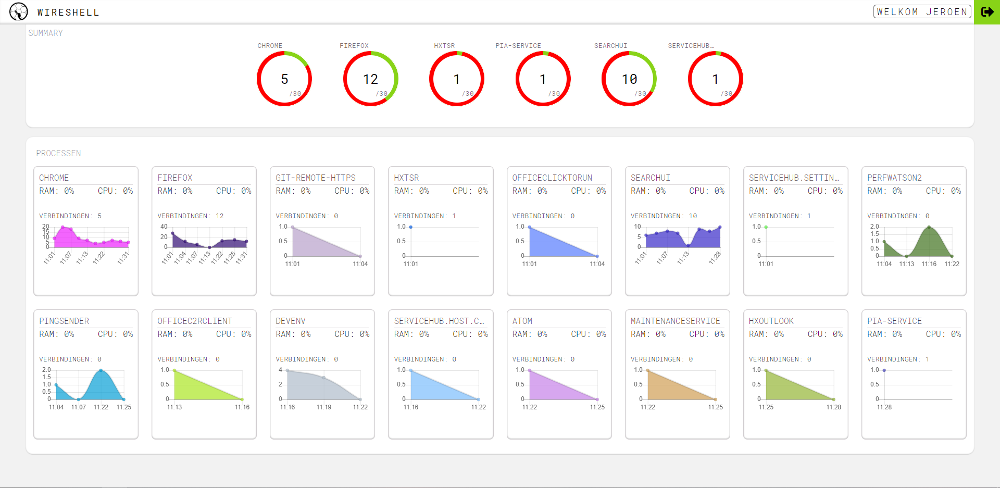 WIRESHELL
WELKOM JEROEN
SUMMARY
CHROME FIREFOX HXTSR PIA-SERVICE SEARCHUI SERVICEHUB…
5 12 1 1 10 1
/30 /30 /30 /30 /30 /30
PROCESSEN
CHROME
RAM: 0% CPU: 0%
VERBINDINGEN: 5
20
15
10
5
0
11:01 11:07 11:13 11:22 11:31
FIREFOX
RAM: 0% CPU: 0%
VERBINDINGEN: 12
40
20
0
11:01 11:04 11:07 11:13 11:22 11:25 11:31
GIT-REMOTE-HTTPS
RAM: 0% CPU: 0%
VERBINDINGEN: 0
1.0
0.5
0
11:01 11:04
HXTSR
RAM: 0% CPU: 0%
VERBINDINGEN: 1
1.0
0.5
0
11:01
OFFICECLICKTORUN
RAM: 0% CPU: 0%
VERBINDINGEN: 0
1.0
0.5
0
11:01 11:04
SEARCHUI
RAM: 0% CPU: 0%
VERBINDINGEN: 10
10
5
0
11:01 11:07 11:13 11:28
SERVICEHUB.SETTIN…
RAM: 0% CPU: 0%
VERBINDINGEN: 1
1.0
0.5
0
11:01
PERFWATSON2
RAM: 0% CPU: 0%
VERBINDINGEN: 0
2.0
1.5
1.0
0.5
0
11:04 11:13 11:16 11:22
PINGSENDER
RAM: 0% CPU: 0%
VERBINDINGEN: 0
2.0
1.5
1.0
0.5
0
11:04 11:07 11:22 11:25
OFFICEC2RCLIENT
RAM: 0% CPU: 0%
VERBINDINGEN: 0
1.0
0.5
0
11:13 11:16
DEVENV
RAM: 0% CPU: 0%
VERBINDINGEN: 0
4
2
0
11:16 11:19 11:22
SERVICEHUB.HOST.C…
RAM: 0% CPU: 0%
VERBINDINGEN: 0
1.0
0.5
0
11:16 11:22
ATOM
RAM: 0% CPU: 0%
VERBINDINGEN: 0
1.0
0.5
0
11:22 11:25
MAINTENANCESERVICE
RAM: 0% CPU: 0%
VERBINDINGEN: 0
1.0
0.5
0
11:22 11:25
HXOUTLOOK
RAM: 0% CPU: 0%
VERBINDINGEN: 0
1.0
0.5
0
11:25 11:28
PIA-SERVICE
RAM: 0% CPU: 0%
VERBINDINGEN: 1
1.0
0.5
0
11:28